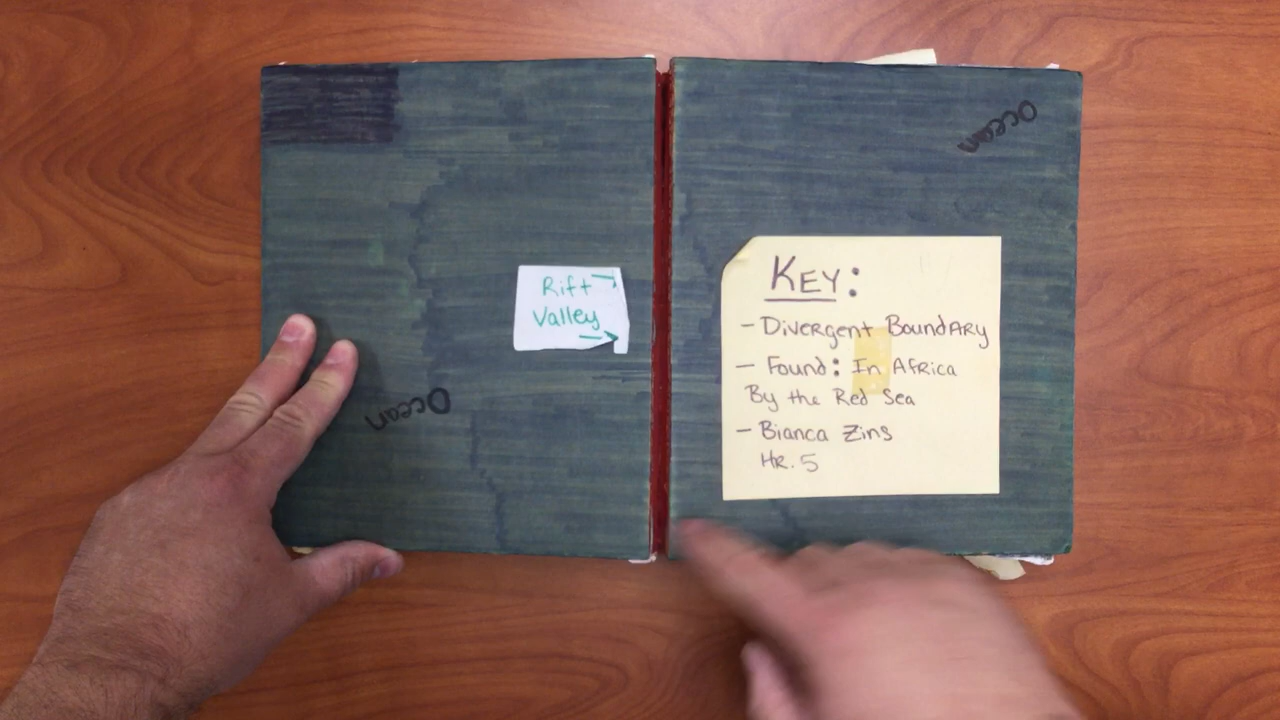 Ocean
Rift
Valley
Ocean
KEY:
- Divergent Boundary
- Found: In Africa
By the Red Sea
- Bianca Zins
Hr. 5